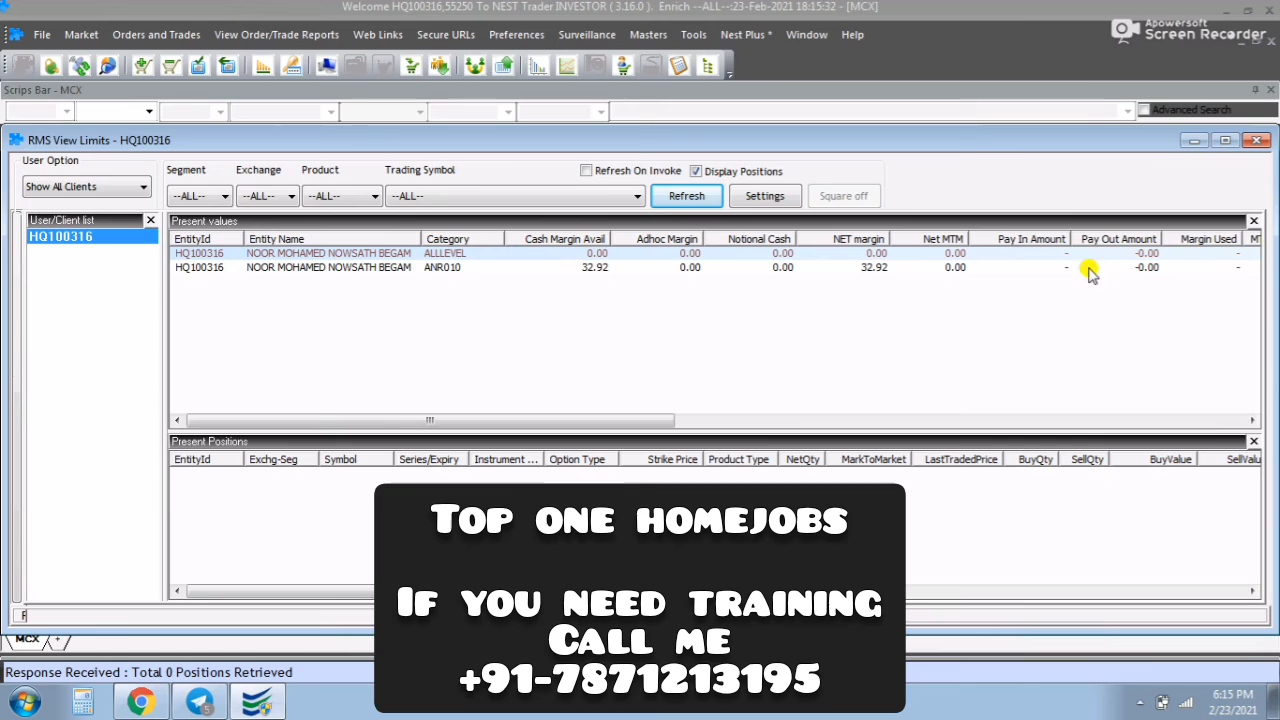 Welcome HQ100316,55250 To NEST Trader INVESTOR ( 3.16.0 ). Enrich --ALL--:23-Feb-2021 18:15:32 - [MCX]
File Market Orders and Trades View Order/Trade Reports Web Links Secure URLs Preferences Surveillance Masters Tools Nest Plus * Window Help
Apowersoft
Screen Recorder
Scrips Bar - MCX
Advanced Search
RMS View Limits - HQ100316
User Option
Show All Clients
Segment Exchange Product Trading Symbol Refresh On Invoke Display Positions
--ALL-- --ALL-- --ALL-- --ALL-- Refresh Settings Square off
User/Client list
HQ100316
Present values
EntityId Entity Name Category Cash Margin Avail Adhoc Margin Notional Cash NET margin Net MTM Pay In Amount Pay Out Amount Margin Used MT
HQ100316 NOOR MOHAMED NOWSATH BEGAM ALLLEVEL 0.00 0.00 0.00 0.00 0.00 - -0.00 -
HQ100316 NOOR MOHAMED NOWSATH BEGAM ANR010 32.92 0.00 0.00 32.92 0.00 - -0.00 -
Present Positions
EntityId Exchg-Seg Symbol Series/Expiry Instrument ... Option Type Strike Price Product Type NetQty MarkToMarket LastTradedPrice BuyQty SellQty BuyValue SellValu
Top one homejobs
If you need training
Call me
+91-7871213195
MCX +
Response Received : Total 0 Positions Retrieved
5
6:15 PM
2/23/2021